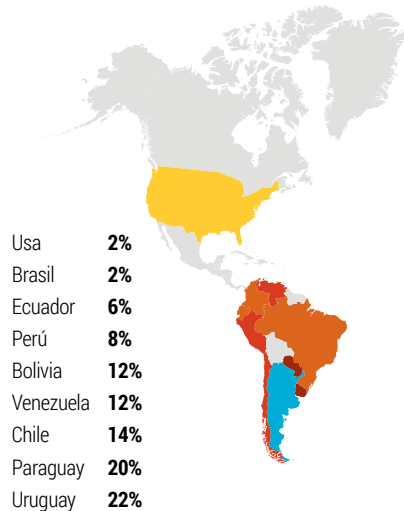 Usa 2%
Brasil 2%
Ecuador 6%
Perú 8%
Bolivia 12%
Venezuela 12%
Chile 14%
Paraguay 20%
Uruguay 22%